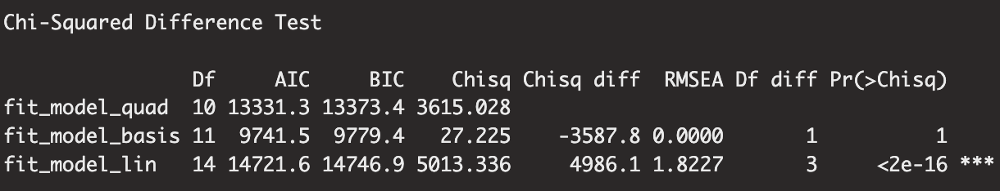 Chi-Squared Difference Test
Df AIC BIC Chisq Chisq diff RMSEA Df diff Pr(>Chisq)
fit_model_quad 10 13331.3 13373.4 3615.028
fit_model_basis 11 9741.5 9779.4 27.225 -3587.8 0.0000 1 1
fit_model_lin 14 14721.6 14746.9 5013.336 4986.1 1.8227 3 <2e-16 ***